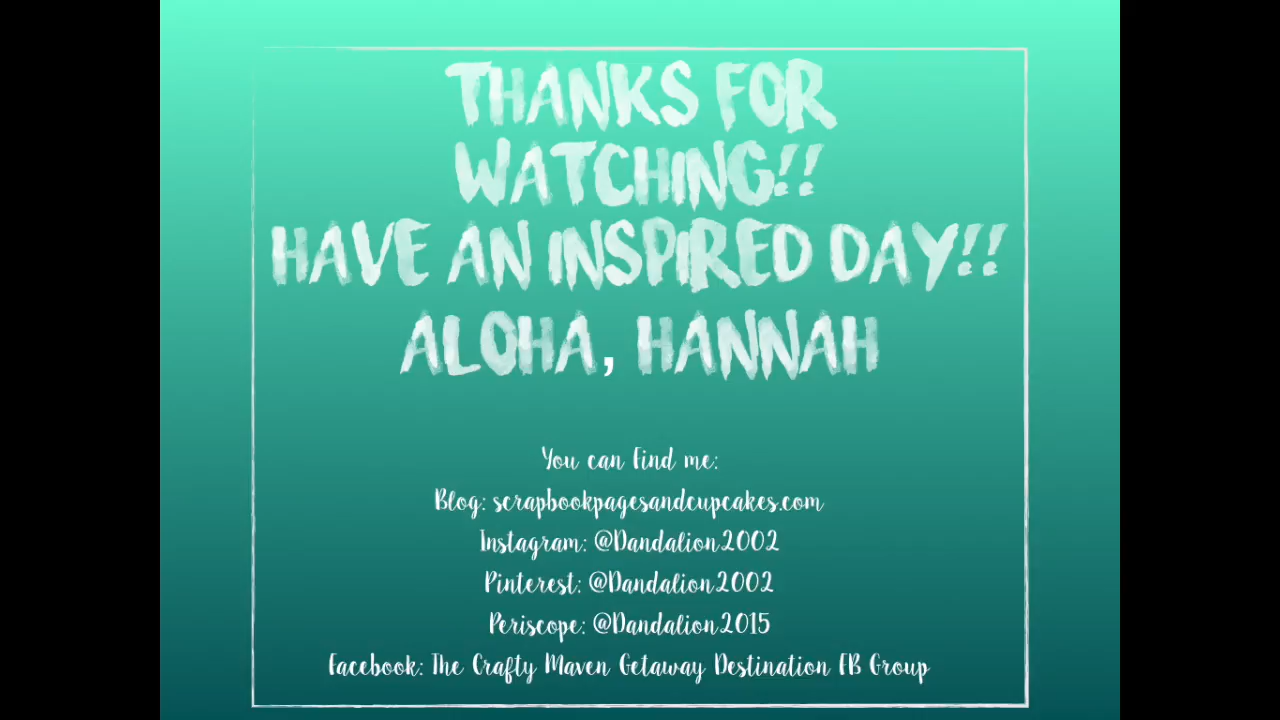 THANKS FOR
WATCHING!!
HAVE AN INSPIRED DAY!!
ALOHA, HANNAH
You can find me:
Blog: scrapbookpagesandcupcakes.com
Instagram: @Dandalion2002
Pinterest: @Dandalion2002
Periscope: @Dandalion2015
Facebook: The Crafty Maven Getaway Destination FB Group